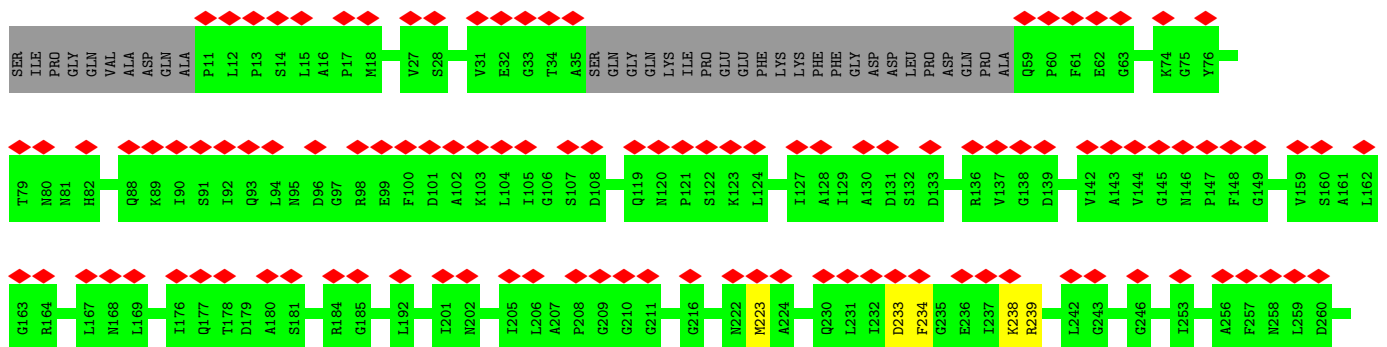 SER ILE PRO GLY GLN VAL ALA ASP GLN ALA P11 L12 P13 S14 L15 A16 P17 M18 V27 S28 V31 E32 G33 T34 A35 SER GLN GLY GLN LYS ILE PRO GLU GLU PHE LYS LYS PHE PHE GLY ASP ASP LEU PRO ASP GLN PRO ALA Q59 P60 F61 E62 G63 K74 G75 Y76
T79 N80 N81 H82 Q88 K89 I90 S91 I92 Q93 L94 N95 D96 G97 R98 E99 F100 D101 A102 K103 L104 I105 G106 S107 D108 Q119 N120 P121 S122 K123 L124 I127 A128 I129 A130 D131 S132 D133 R136 V137 G138 D139 V142 A143 V144 G145 N146 P147 F148 G149 V159 S160 A161 L162
G163 R164 L167 N168 L169 I176 Q177 T178 D179 A180 S181 R184 G185 L192 I201 N202 I205 L206 A207 P208 G209 G210 G211 G216 N222 M223 A224 Q230 L231 I232 D233 F234 G235 E236 I237 K238 R239 L242 G243 G246 I253 A256 F257 N258 L259 D260